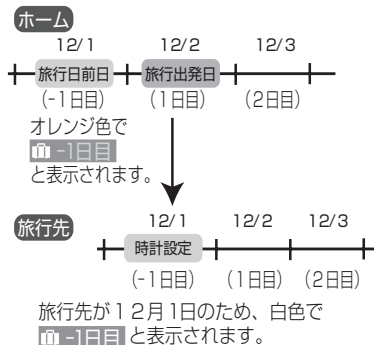 ホーム
12/1 12/2 12/3
旅行日前日 旅行出発日
(-1日目) (1日目) (2日目)
オレンジ色で
-1日目
と表示されます。
旅行先
12/1 12/2 12/3
時計設定
(-1日目) (1日目) (2日目)
旅行先が12月1日のため、白色で
-1日目 と表示されます。